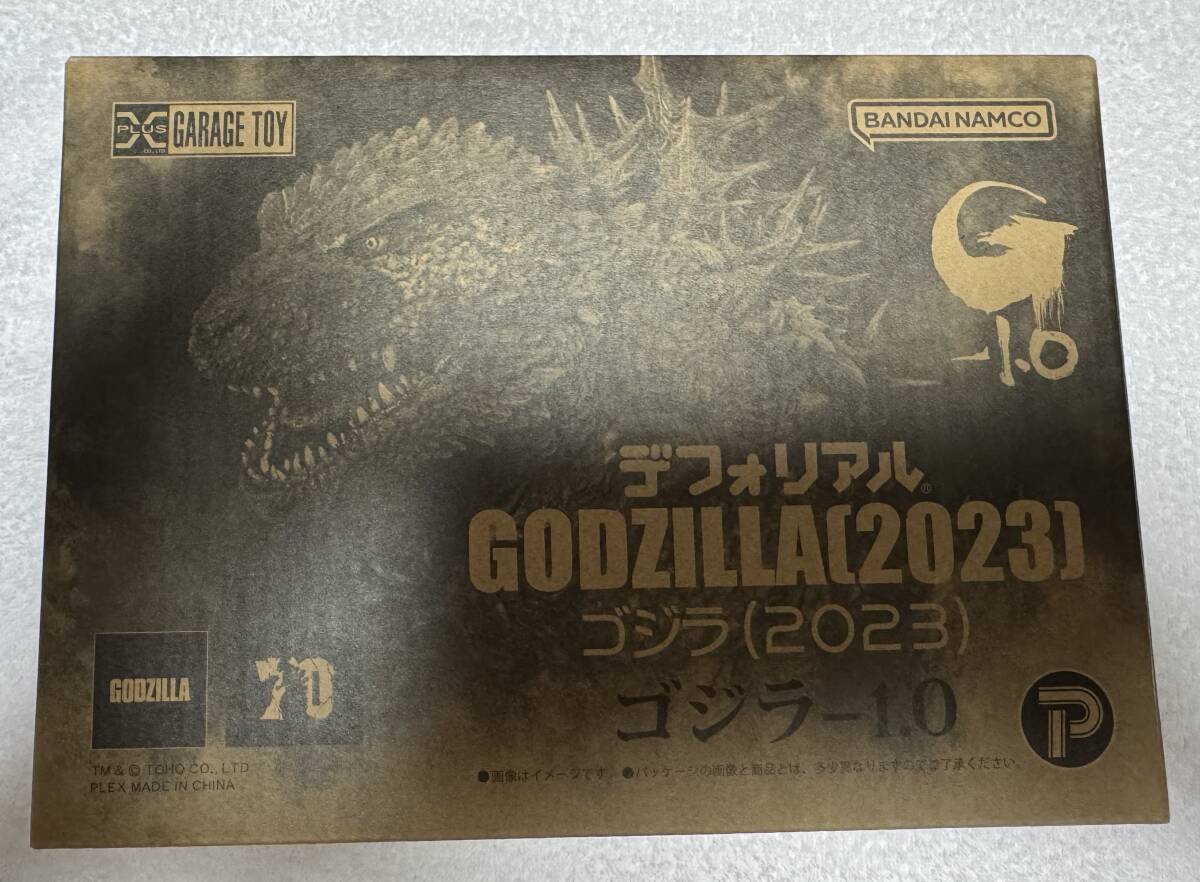 X PLUS CO., LTD. GARAGE TOY
BANDAI NAMCO
G
-1.0
デフォリアル®
GODZILLA(2023)
ゴジラ(2023)
ゴジラ-1.0
GODZILLA
70
P
TM & © TOHO CO., LTD
PLEX MADE IN CHINA
●画像はイメージです。 ●パッケージの画像と商品とは、多少異なりますのでご了承ください。